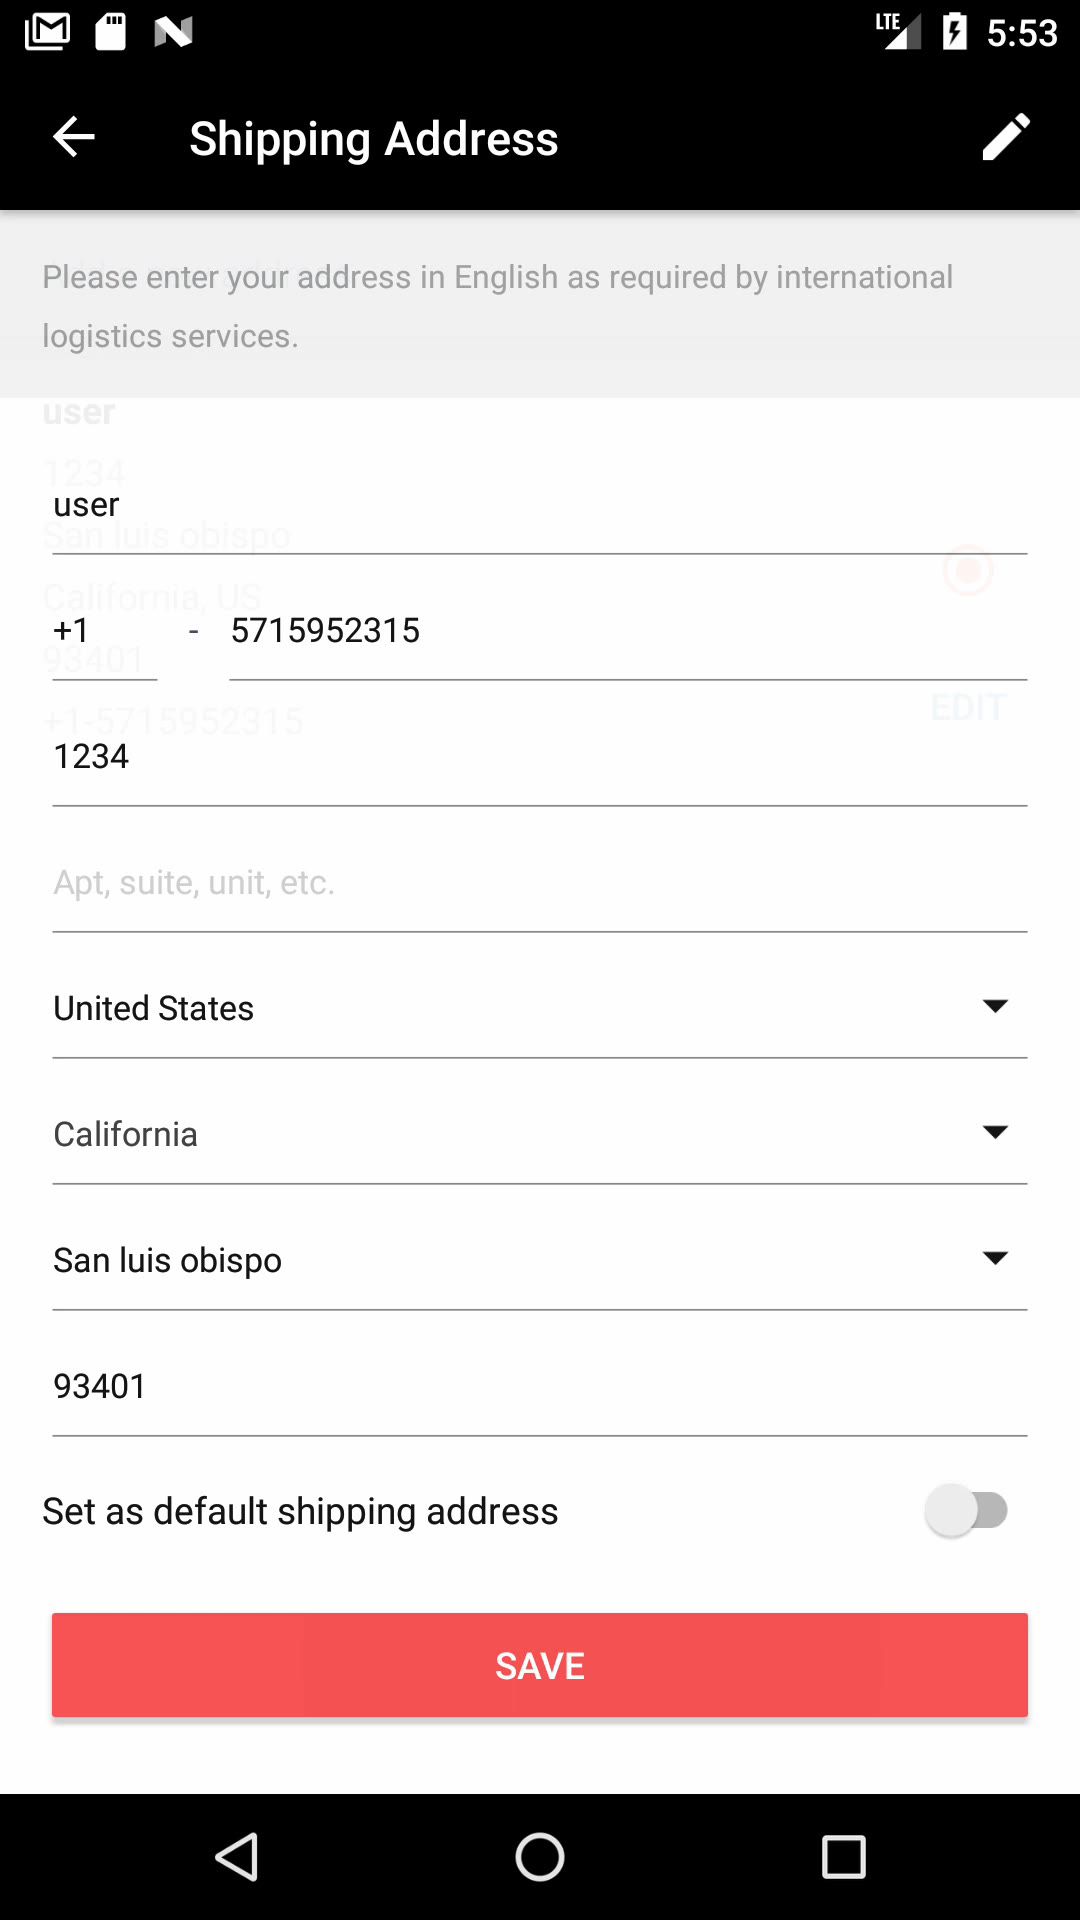 LTE 5:53
Shipping Address
Please enter your address in English as required by international
logistics services.
user
1234
user
San luis obispo
California, US
+1 - 5715952315
93401
+1-5715952315 EDIT
1234
Apt, suite, unit, etc.
United States
California
San luis obispo
93401
Set as default shipping address
SAVE